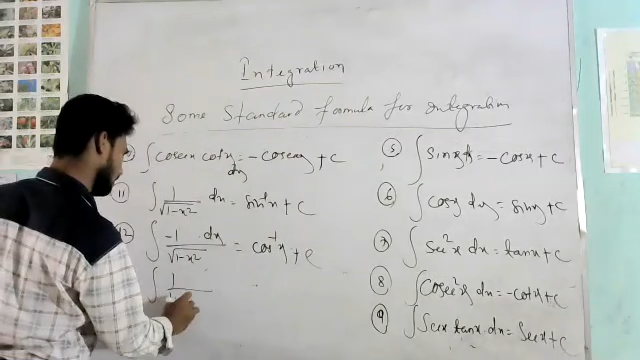 Integration
Some Standard formula for integration
∫ cosecx cotx dx = -cosecx + c
⑪ ∫ 1/√1-x² dx = sin⁻¹x + c
12 ∫ -1/√1-x² dx = cos⁻¹x + c
∫ 1
⑤ ∫ sinx dx = -cosx + c
⑥ ∫ cosx dx = sinx + c
⑦ ∫ sec²x dx = tanx + c
⑧ ∫ cosec²x dx = -cotx + c
⑨ ∫ secx tanx dx = secx + c